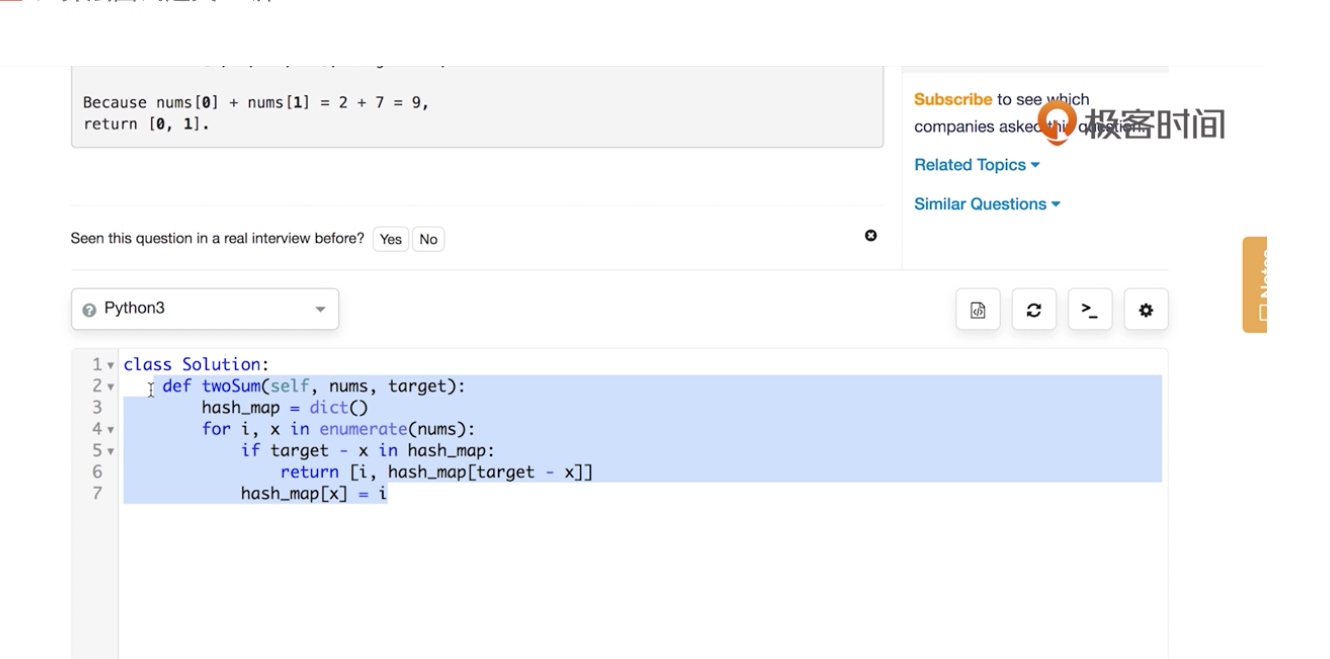 Because nums[0] + nums[1] = 2 + 7 = 9,
return [0, 1].
Subscribe to see which
companies asked this question.
极客时间
Related Topics
Similar Questions
Seen this question in a real interview before? Yes No
Notes
Python3
>_
1 class Solution:
2 def twoSum(self, nums, target):
3 hash_map = dict()
4 for i, x in enumerate(nums):
5 if target - x in hash_map:
6 return [i, hash_map[target - x]]
7 hash_map[x] = i